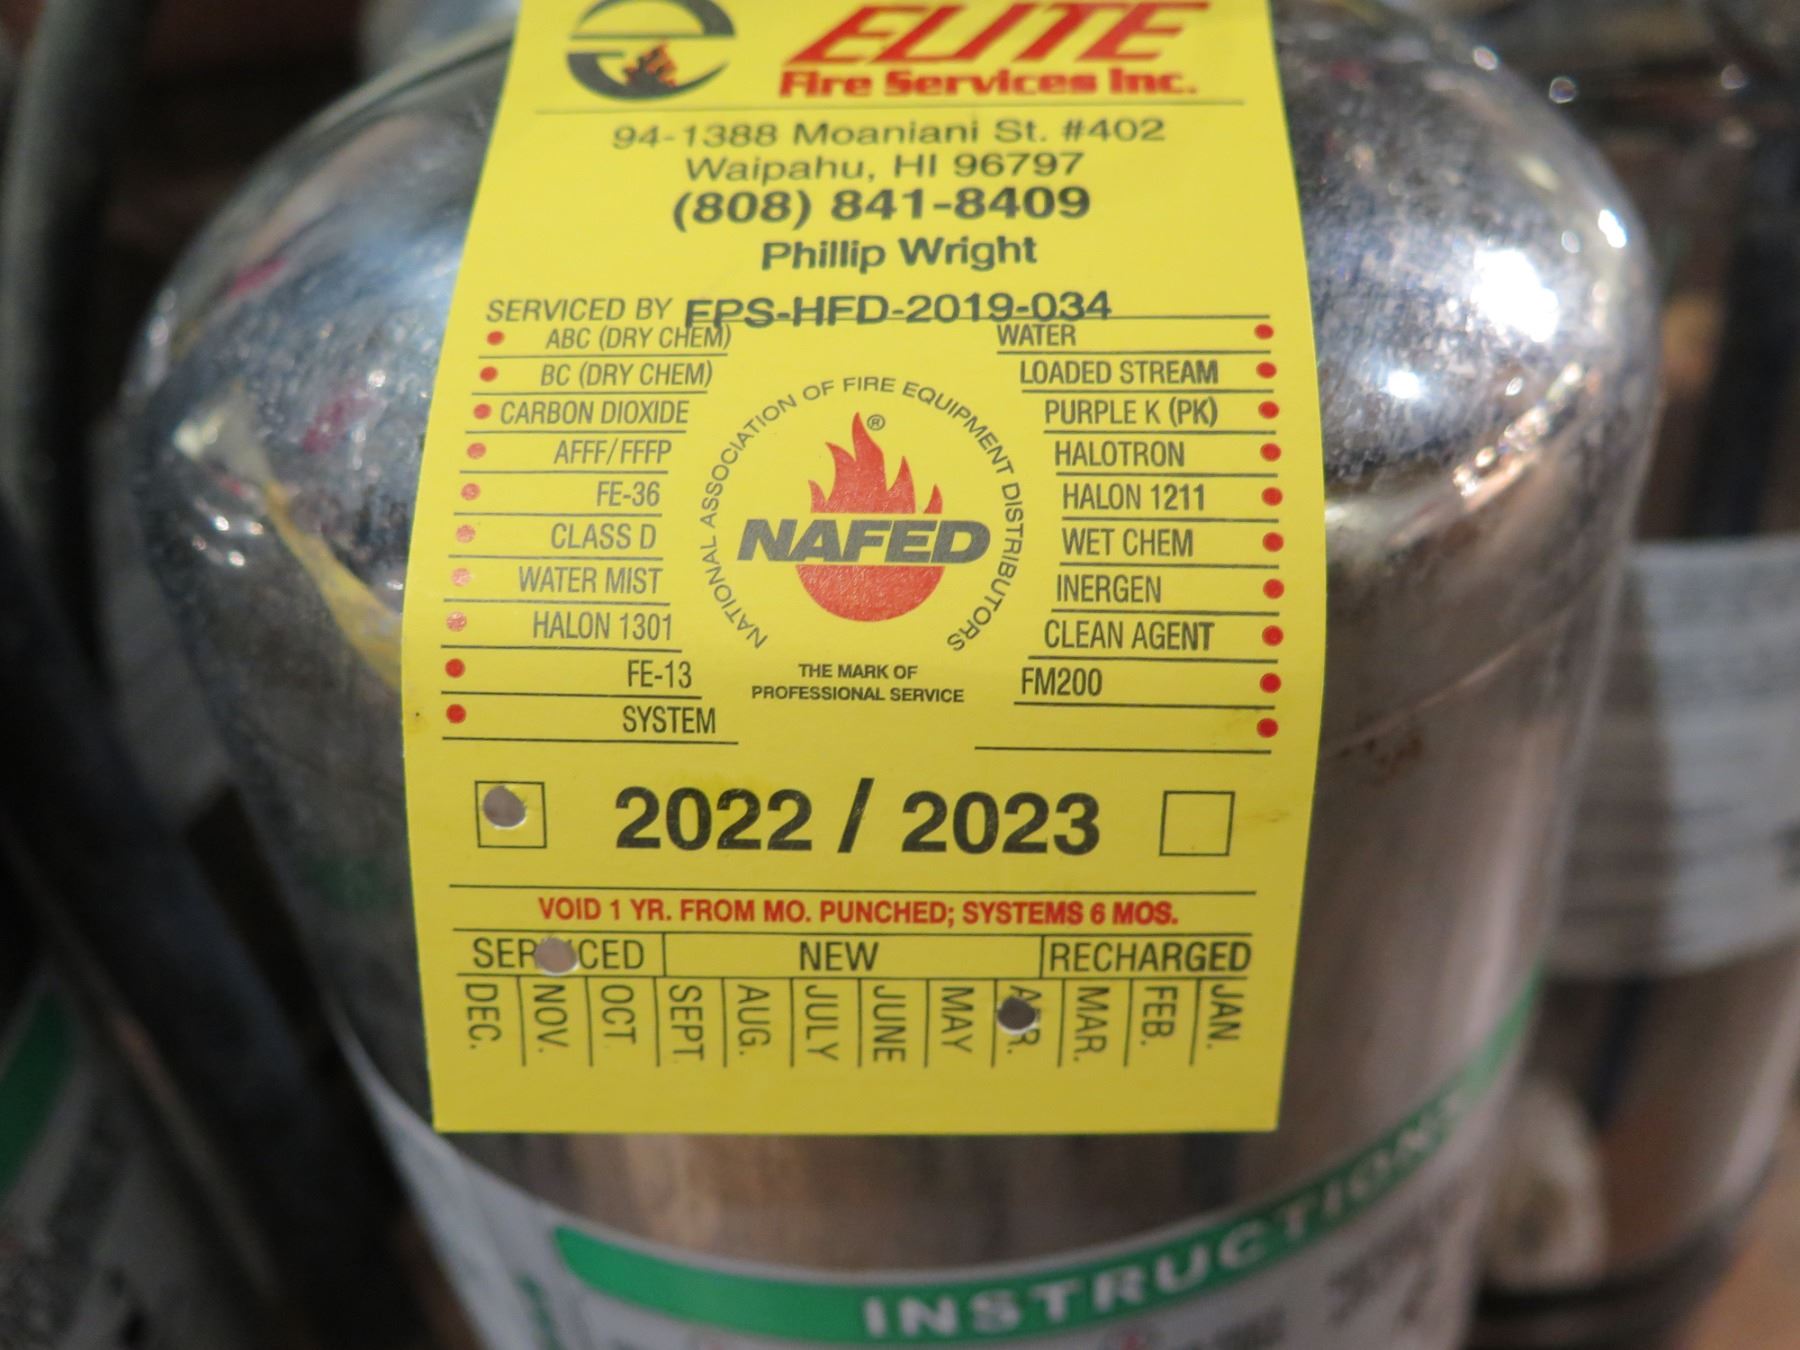 ELITE
Fire Services Inc.
94-1388 Moaniani St. #402
Waipahu, HI 96797
(808) 841-8409
Phillip Wright
SERVICED BY FPS-HFD-2019-034
ABC (DRY CHEM)
BC (DRY CHEM)
CARBON DIOXIDE
AFFF/FFFP
FE-36
CLASS D
WATER MIST
HALON 1301
FE-13
SYSTEM
NATIONAL ASSOCIATION OF FIRE EQUIPMENT DISTRIBUTORS
®
NAFED
THE MARK OF
PROFESSIONAL SERVICE
WATER
LOADED STREAM
PURPLE K (PK)
HALOTRON
HALON 1211
WET CHEM
INERGEN
CLEAN AGENT
FM200
2022 / 2023
VOID 1 YR. FROM MO. PUNCHED; SYSTEMS 6 MOS.
SERVICED NEW RECHARGED
DEC. NOV. OCT. SEPT. AUG. JULY JUNE MAY APR. MAR. FEB. JAN.
INSTRUCTIONS